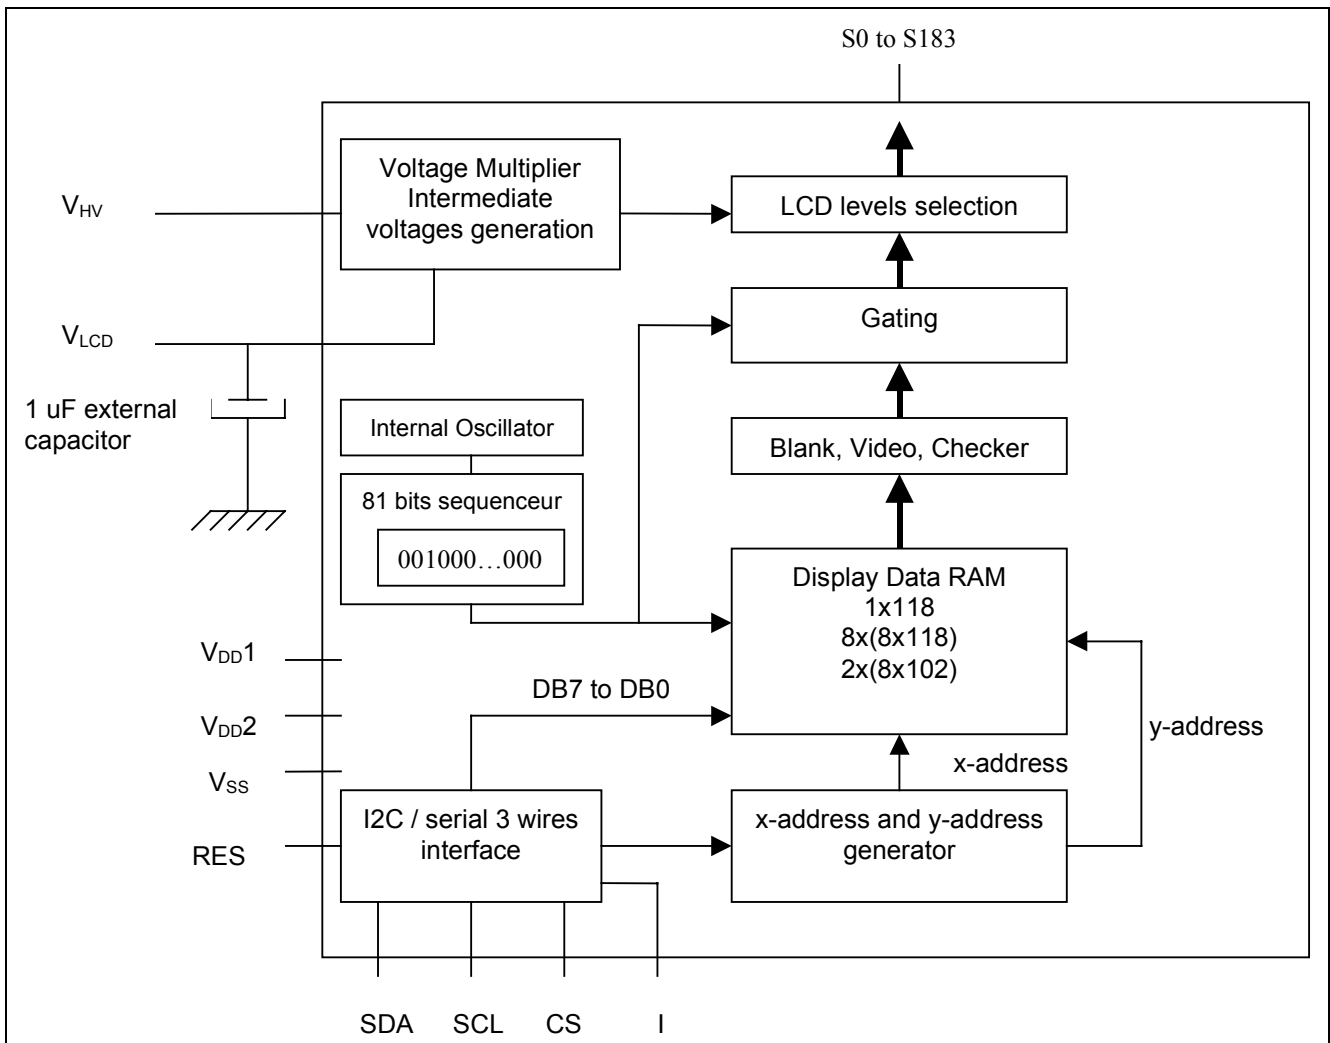 S0 to S183
Voltage Multiplier
Intermediate
voltages generation
VHV
LCD levels selection
Gating
VLCD
1 uF external
capacitor
Internal Oscillator
Blank, Video, Checker
81 bits sequenceur
001000…000
Display Data RAM
1x118
8x(8x118)
2x(8x102)
VDD1
DB7 to DB0
VDD2
y-address
x-address
VSS
I2C / serial 3 wires
interface
x-address and y-address
generator
RES
SDA
SCL
CS
I